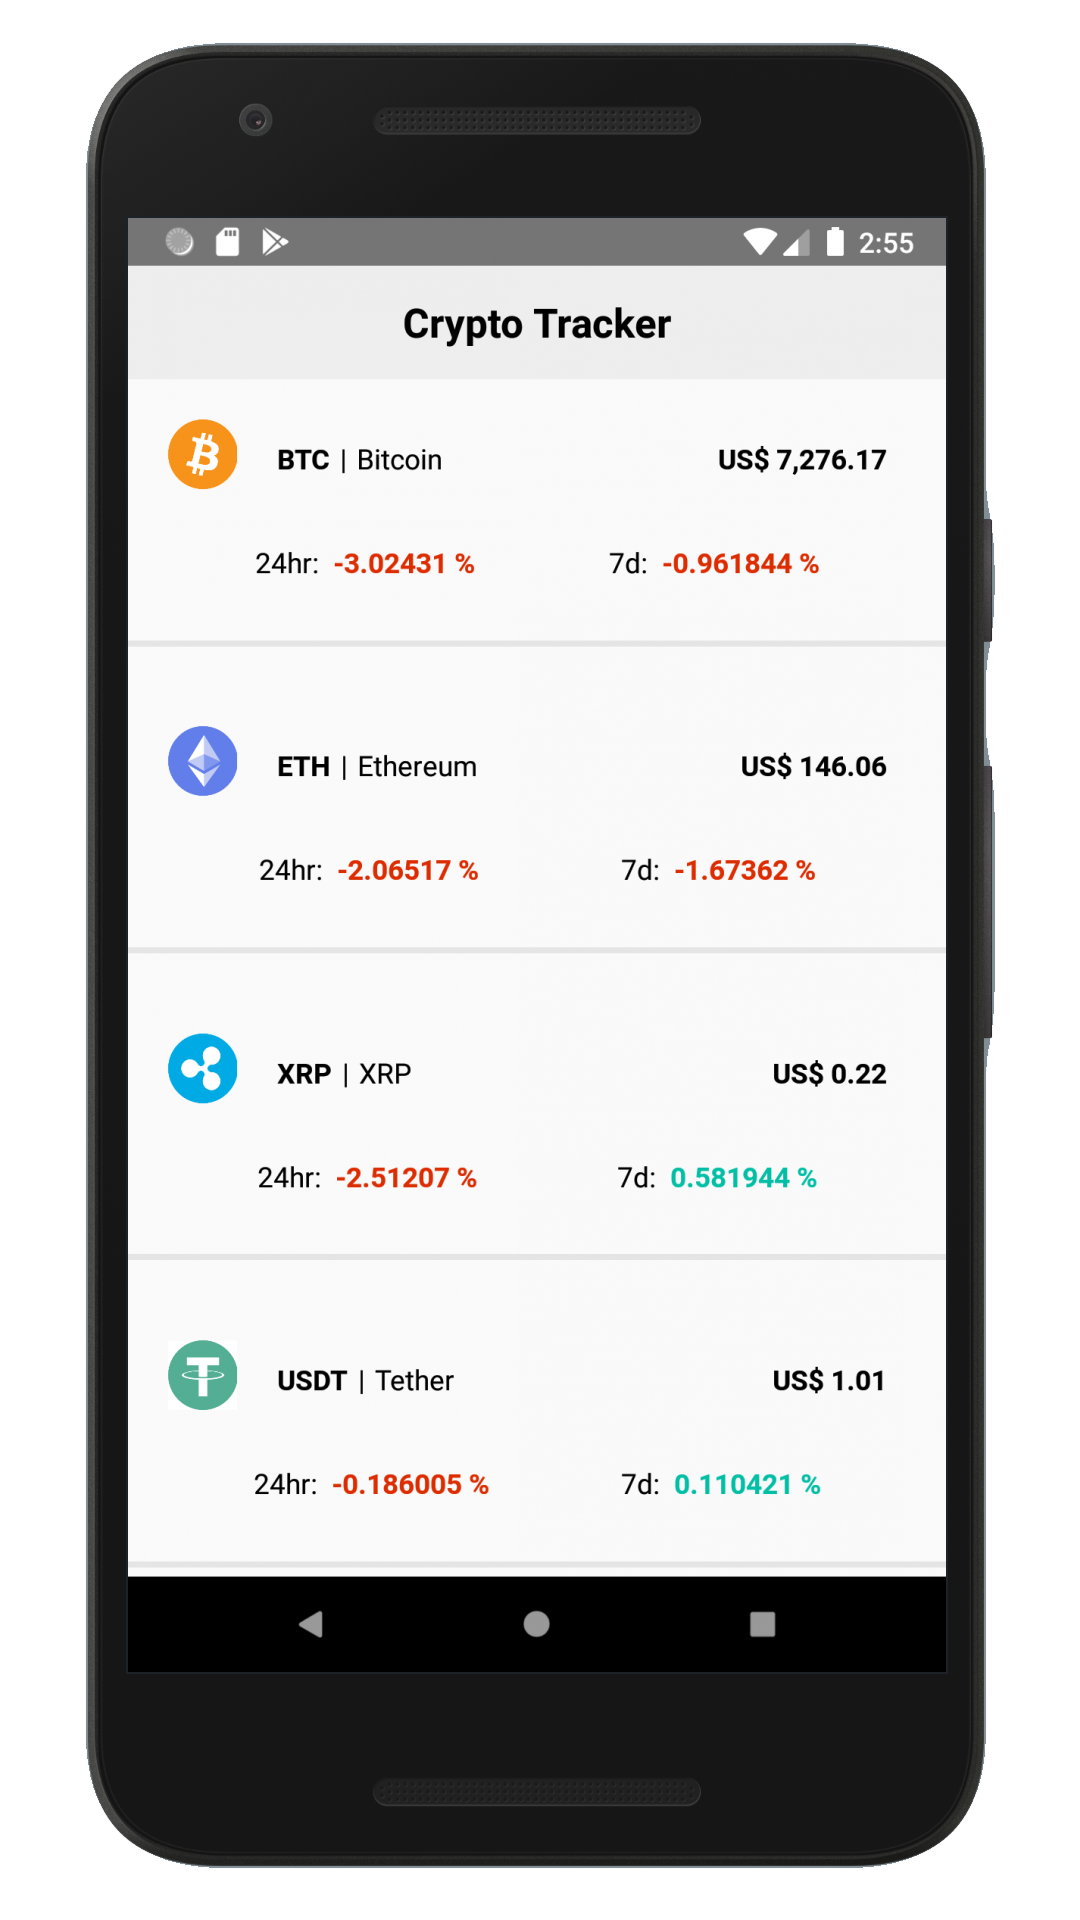 2:55
Crypto Tracker
BTC | Bitcoin US$ 7,276.17
24hr: -3.02431 % 7d: -0.961844 %
ETH | Ethereum US$ 146.06
24hr: -2.06517 % 7d: -1.67362 %
XRP | XRP US$ 0.22
24hr: -2.51207 % 7d: 0.581944 %
USDT | Tether US$ 1.01
24hr: -0.186005 % 7d: 0.110421 %